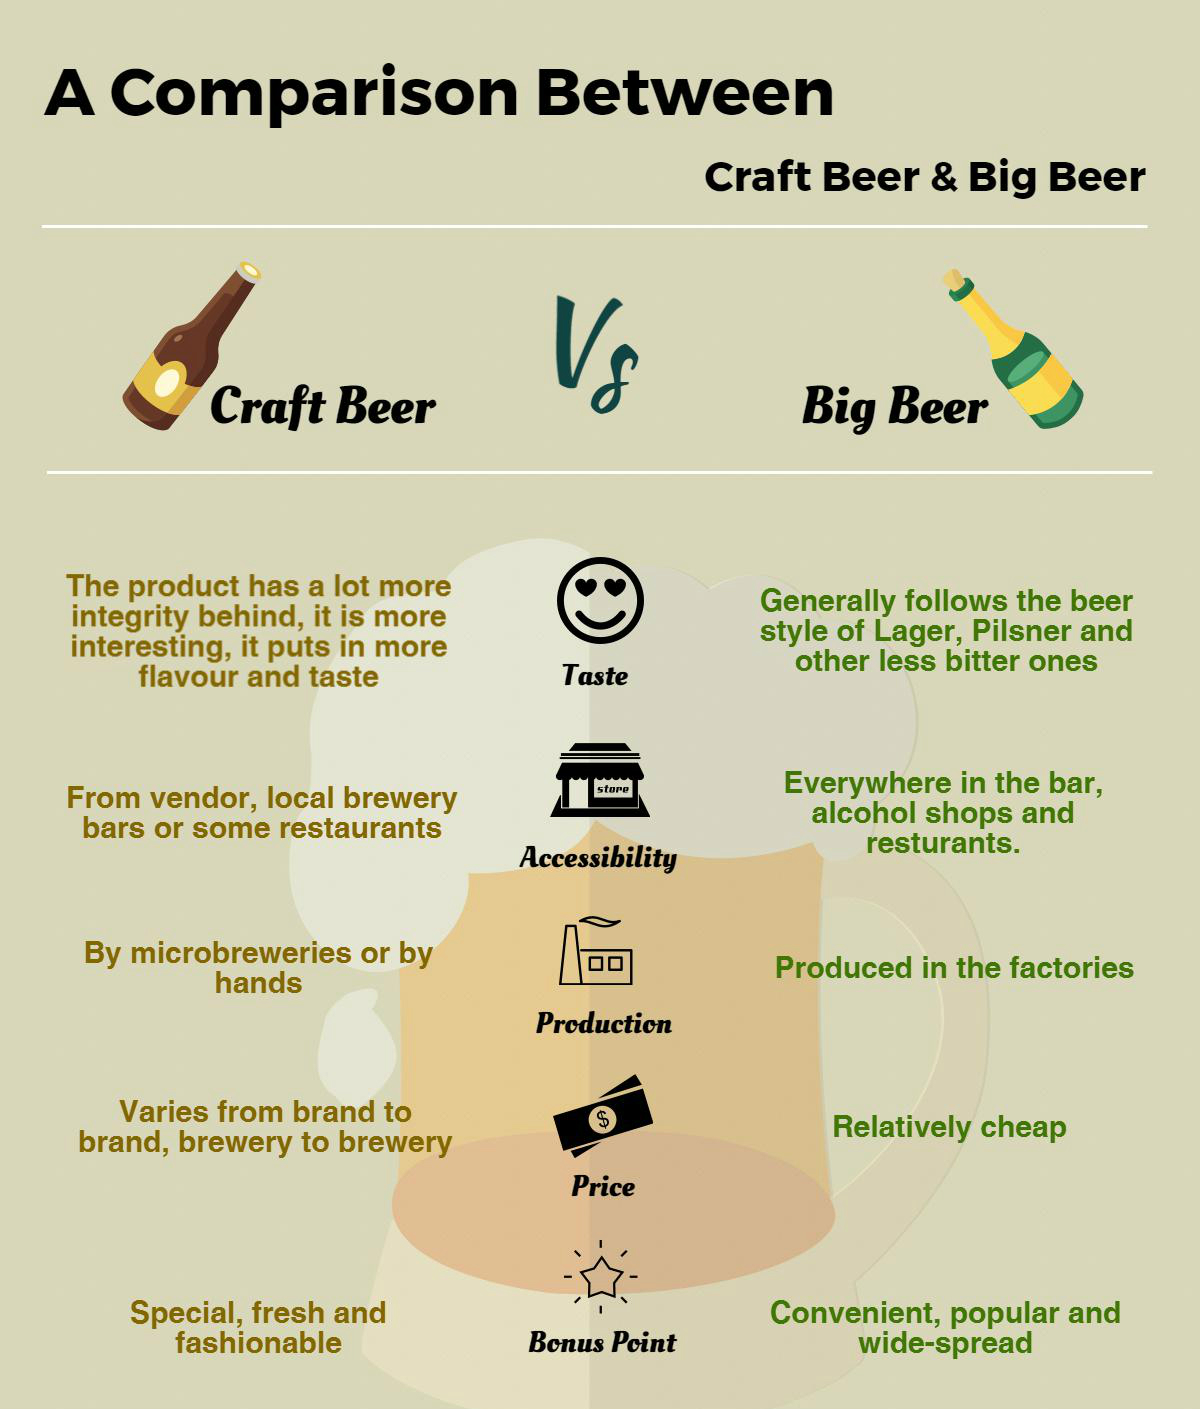 A Comparison Between
Craft Beer & Big Beer
Craft Beer
Vs
Big Beer
The product has a lot more
integrity behind, it is more
interesting, it puts in more
flavour and taste
Taste
Generally follows the beer
style of Lager, Pilsner and
other less bitter ones
From vendor, local brewery
bars or some restaurants
store
Accessibility
Everywhere in the bar,
alcohol shops and
resturants.
By microbreweries or by
hands
Production
Produced in the factories
Varies from brand to
brand, brewery to brewery
$
Price
Relatively cheap
Special, fresh and
fashionable
Bonus Point
Convenient, popular and
wide-spread